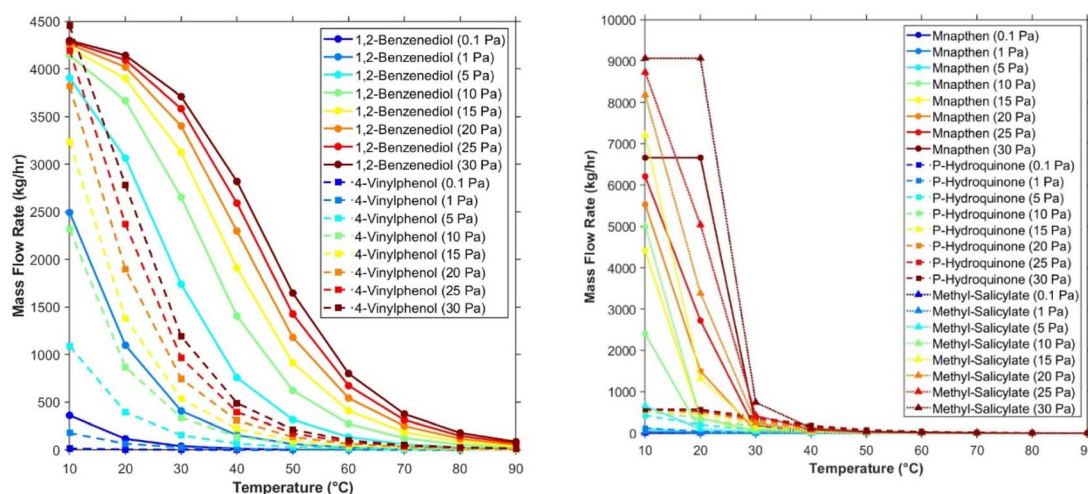 4500
4000
3500
3000
2500
2000
1500
1000
500
0
Mass Flow Rate (kg/hr)
10 20 30 40 50 60 70 80 90
Temperature (°C)
1,2-Benzenediol (0.1 Pa)
1,2-Benzenediol (1 Pa)
1,2-Benzenediol (5 Pa)
1,2-Benzenediol (10 Pa)
1,2-Benzenediol (15 Pa)
1,2-Benzenediol (20 Pa)
1,2-Benzenediol (25 Pa)
1,2-Benzenediol (30 Pa)
4-Vinylphenol (0.1 Pa)
4-Vinylphenol (1 Pa)
4-Vinylphenol (5 Pa)
4-Vinylphenol (10 Pa)
4-Vinylphenol (15 Pa)
4-Vinylphenol (20 Pa)
4-Vinylphenol (25 Pa)
4-Vinylphenol (30 Pa)
10000
9000
8000
7000
6000
5000
4000
3000
2000
1000
0
Mass Flow Rate (kg/hr)
10 20 30 40 50 60 70 80 9
Temperature (°C)
Mnapthen (0.1 Pa)
Mnapthen (1 Pa)
Mnapthen (5 Pa)
Mnapthen (10 Pa)
Mnapthen (15 Pa)
Mnapthen (20 Pa)
Mnapthen (25 Pa)
Mnapthen (30 Pa)
P-Hydroquinone (0.1 Pa)
P-Hydroquinone (1 Pa)
P-Hydroquinone (5 Pa)
P-Hydroquinone (10 Pa)
P-Hydroquinone (15 Pa)
P-Hydroquinone (20 Pa)
P-Hydroquinone (25 Pa)
P-Hydroquinone (30 Pa)
Methyl-Salicylate (0.1 Pa)
Methyl-Salicylate (1 Pa)
Methyl-Salicylate (5 Pa)
Methyl-Salicylate (10 Pa)
Methyl-Salicylate (15 Pa)
Methyl-Salicylate (20 Pa)
Methyl-Salicylate (25 Pa)
Methyl-Salicylate (30 Pa)